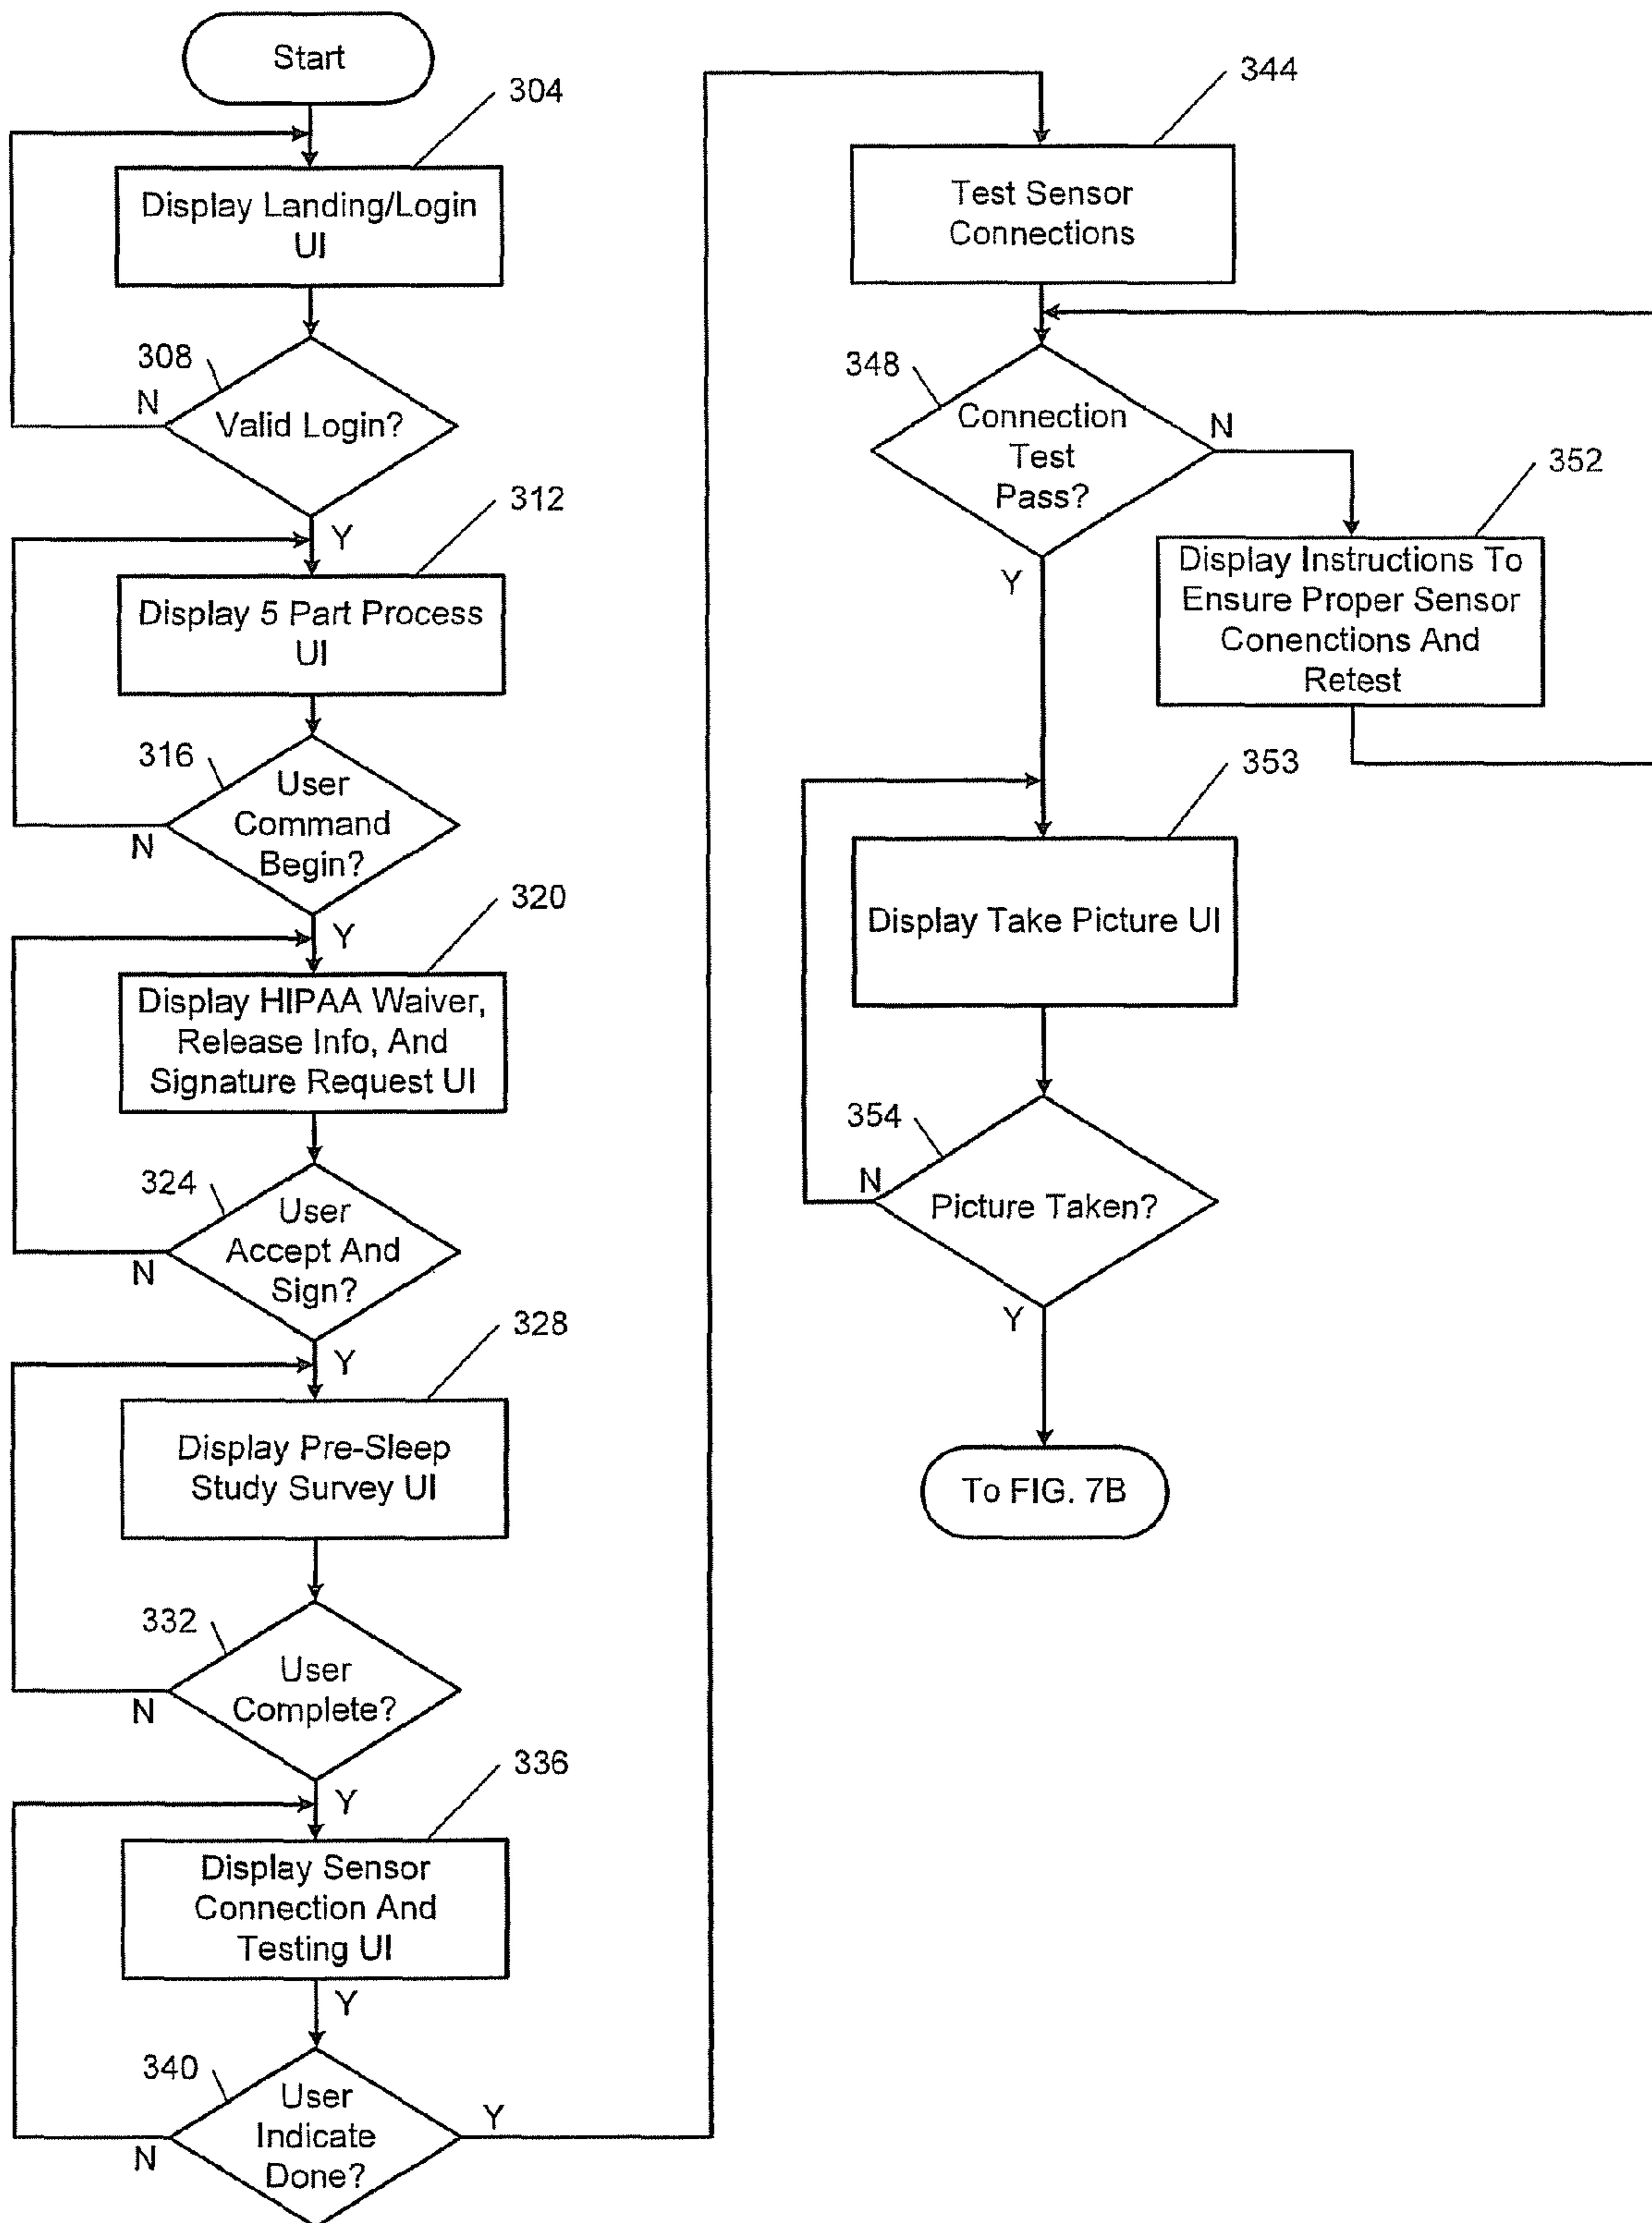 Start
304
Display Landing/Login
UI
308
N
Valid Login?
Y
312
Display 5 Part Process
UI
316
N
User
Command
Begin?
Y
320
Display HIPAA Waiver,
Release Info, And
Signature Request UI
324
N
User
Accept And
Sign?
Y
328
Display Pre-Sleep
Study Survey UI
332
N
User
Complete?
Y
336
Display Sensor
Connection And
Testing UI
Y
340
N
User
Indicate
Done?
Y
344
Test Sensor
Connections
348
Connection
Test
Pass?
N
Y
352
Display Instructions To
Ensure Proper Sensor
Conenctions And
Retest
353
Display Take Picture UI
354
N
Picture Taken?
Y
To FIG. 7B